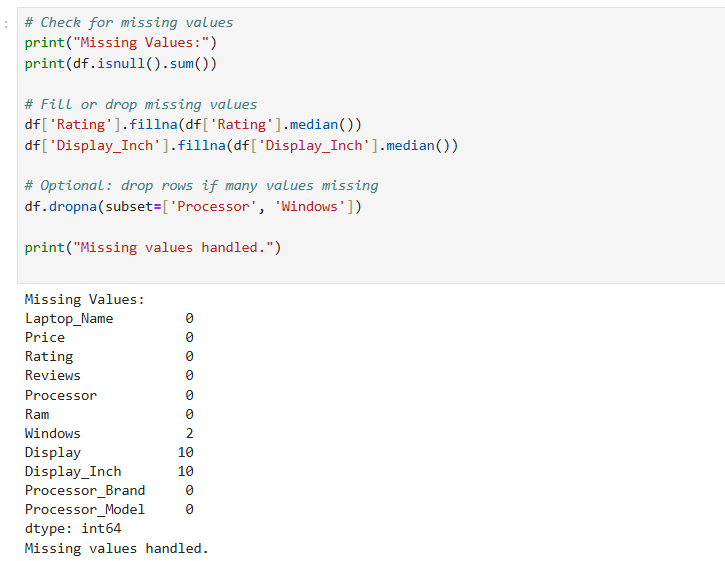 :
# Check for missing values
print("Missing Values:")
print(df.isnull().sum())
# Fill or drop missing values
df['Rating'].fillna(df['Rating'].median())
df['Display_Inch'].fillna(df['Display_Inch'].median())
# Optional: drop rows if many values missing
df.dropna(subset=['Processor', 'Windows'])
print("Missing values handled.")
Missing Values:
Laptop_Name 0
Price 0
Rating 0
Reviews 0
Processor 0
Ram 0
Windows 2
Display 10
Display_Inch 10
Processor_Brand 0
Processor_Model 0
dtype: int64
Missing values handled.